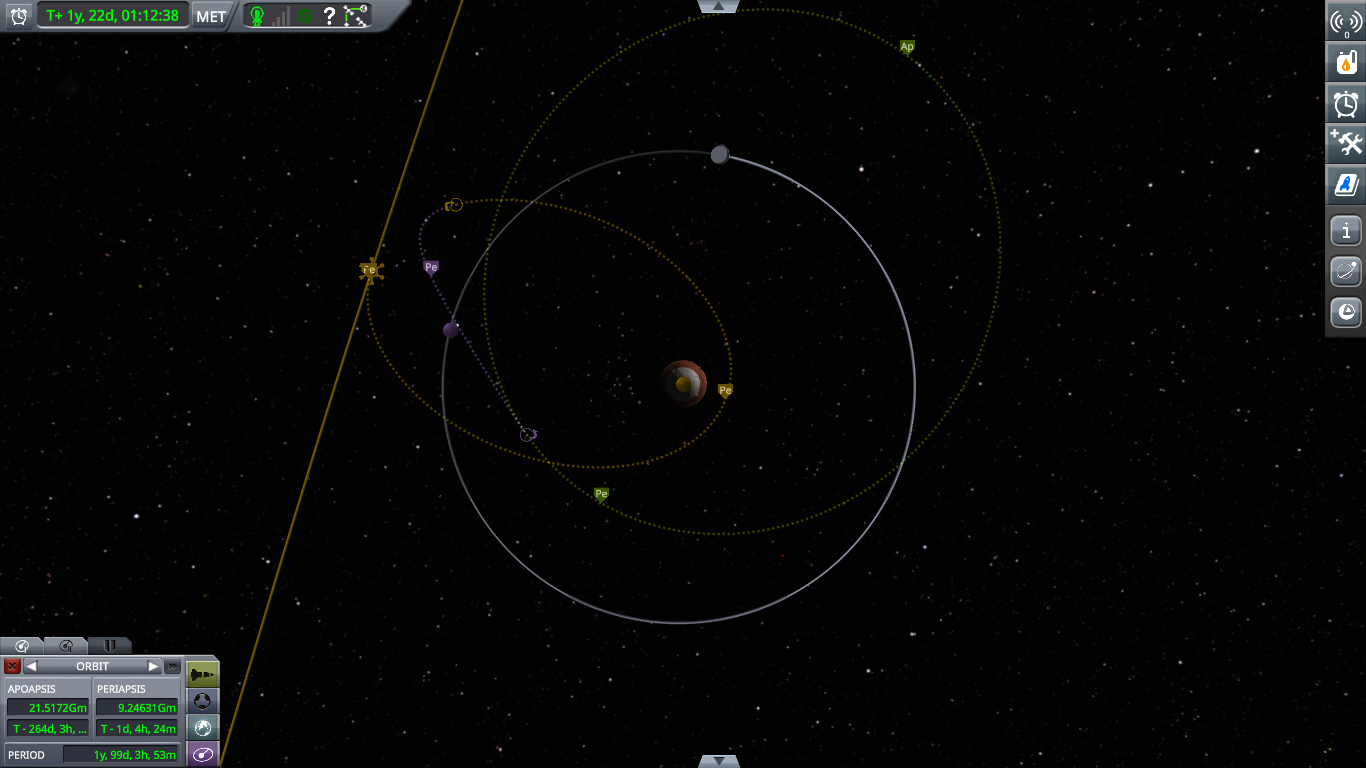 T+ 1y, 22d, 01:12:38 MET ?
0
Ap
Pe
Pe
Pe
Pe
i
ORBIT
APOAPSIS PERIAPSIS
21.5172Gm 9.24631Gm
T - 264d, 3h, ... T - 1d, 4h, 24m
PERIOD 1y, 99d, 3h, 53m